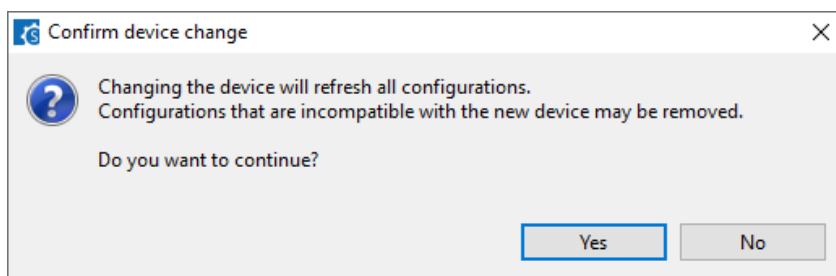 Confirm device change
Changing the device will refresh all configurations.
Configurations that are incompatible with the new device may be removed.
Do you want to continue?
Yes
No